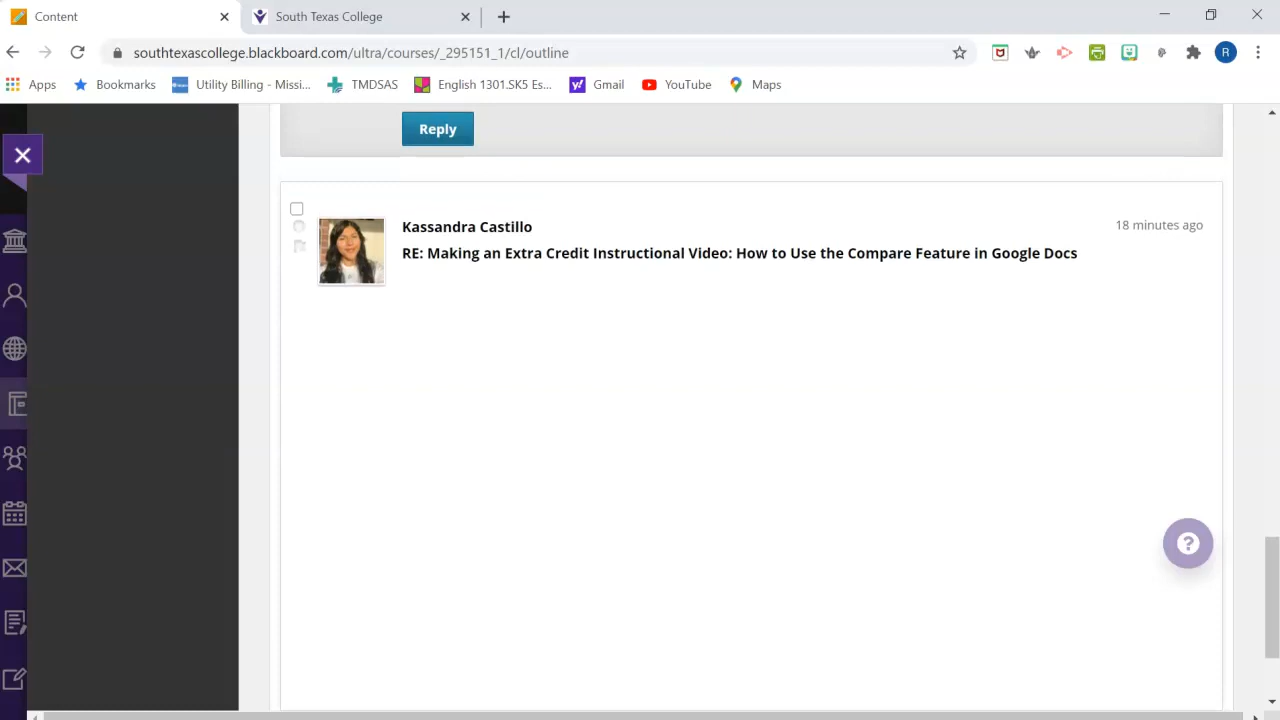 Content
South Texas College
southtexascollege.blackboard.com/ultra/courses/_295151_1/cl/outline
Apps
Bookmarks
Utility Billing - Missi...
TMDSAS
English 1301.SK5 Es...
Gmail
YouTube
Maps
R
Reply
Kassandra Castillo
18 minutes ago
RE: Making an Extra Credit Instructional Video: How to Use the Compare Feature in Google Docs